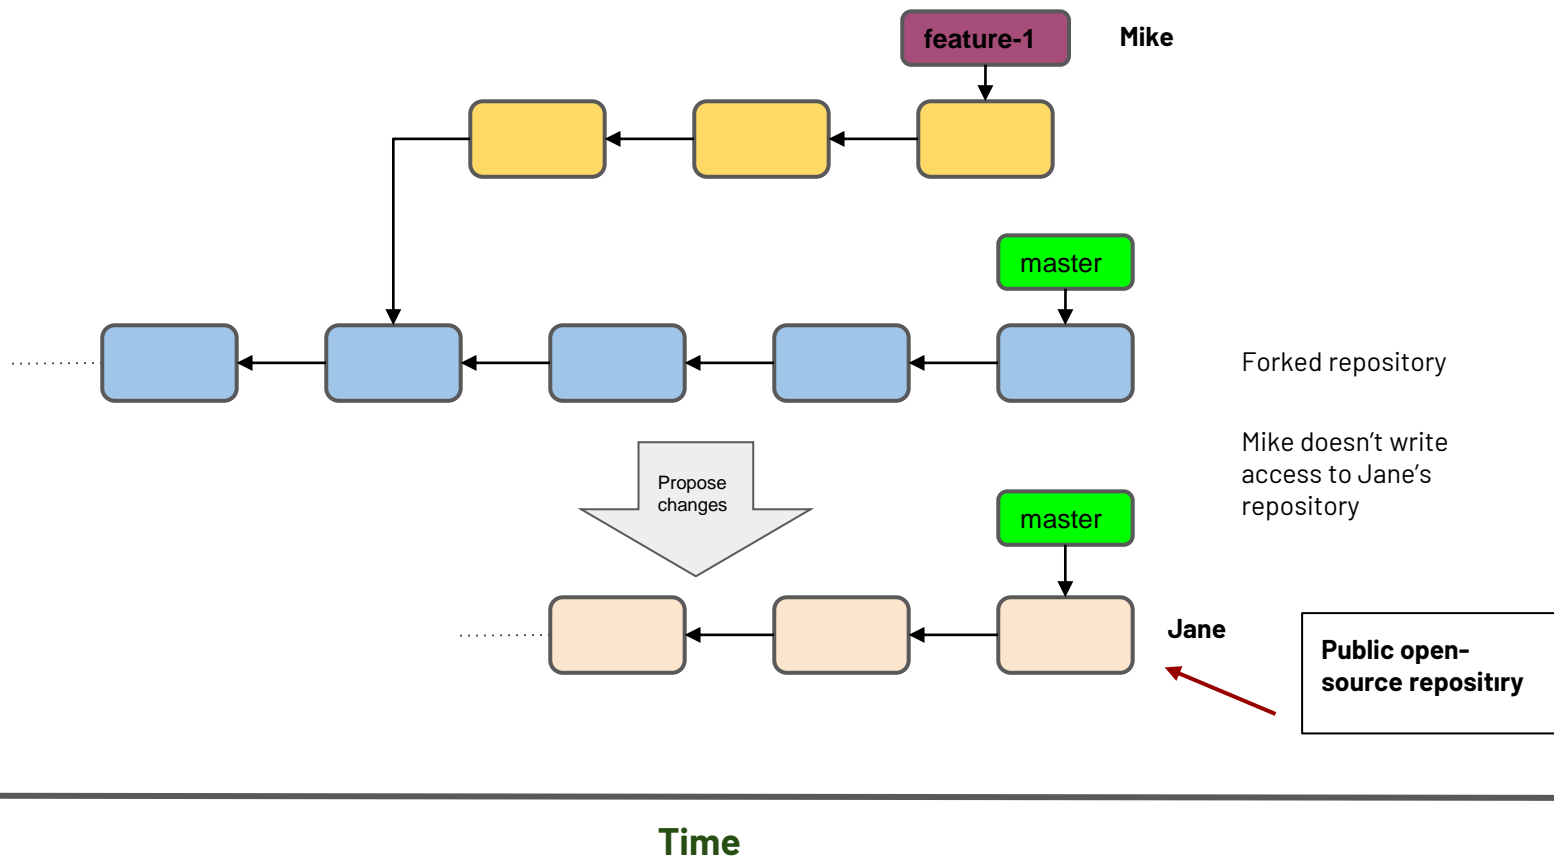 feature-1
Mike
master
Forked repository
Mike doesn't write
access to Jane's
repository
Propose
changes
master
Jane
Public open-
source repositıry
Time